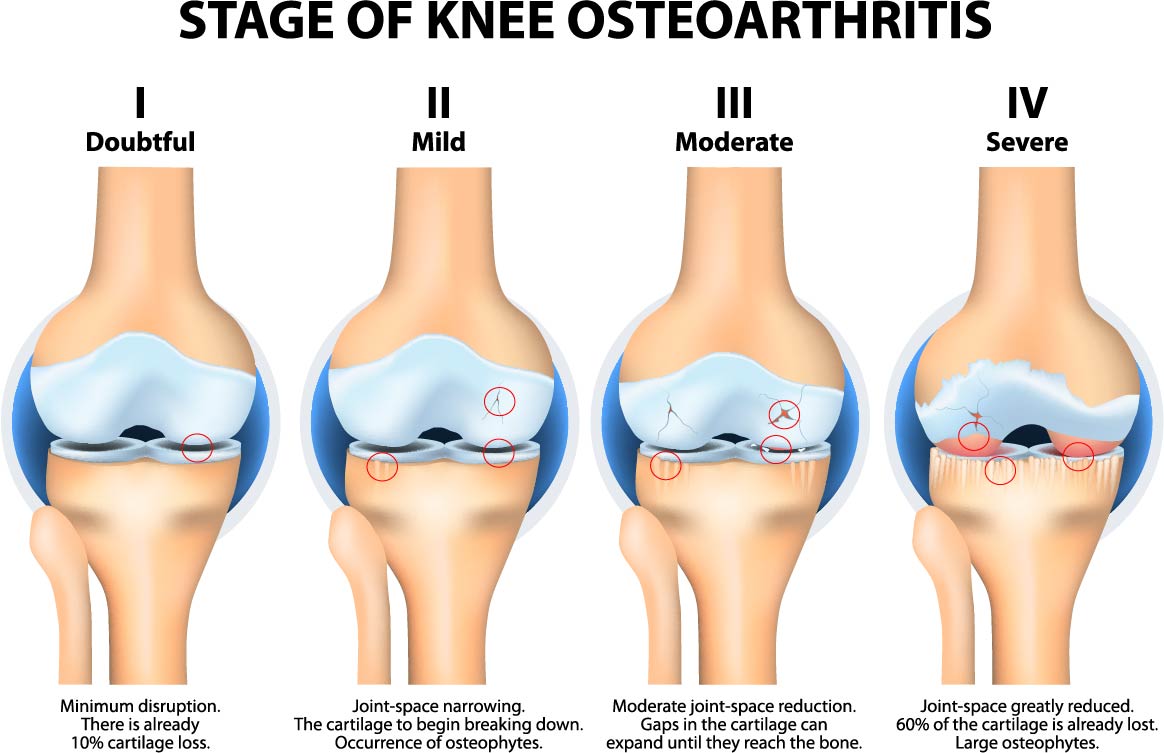 STAGE OF KNEE OSTEOARTHRITIS
I
Doubtful
II
Mild
III
Moderate
IV
Severe
Minimum disruption.
There is already
10% cartilage loss.
Joint-space narrowing.
The cartilage to begin breaking down.
Occurrence of osteophytes.
Moderate joint-space reduction.
Gaps in the cartilage can
expand until they reach the bone.
Joint-space greatly reduced.
60% of the cartilage is already lost.
Large osteophytes.